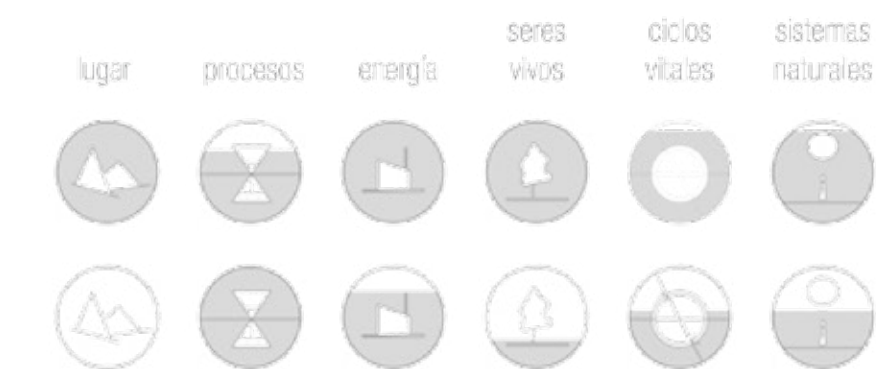 lugar
procesos
energía
seres
vivos
ciclos
vitales
sistemas
naturales